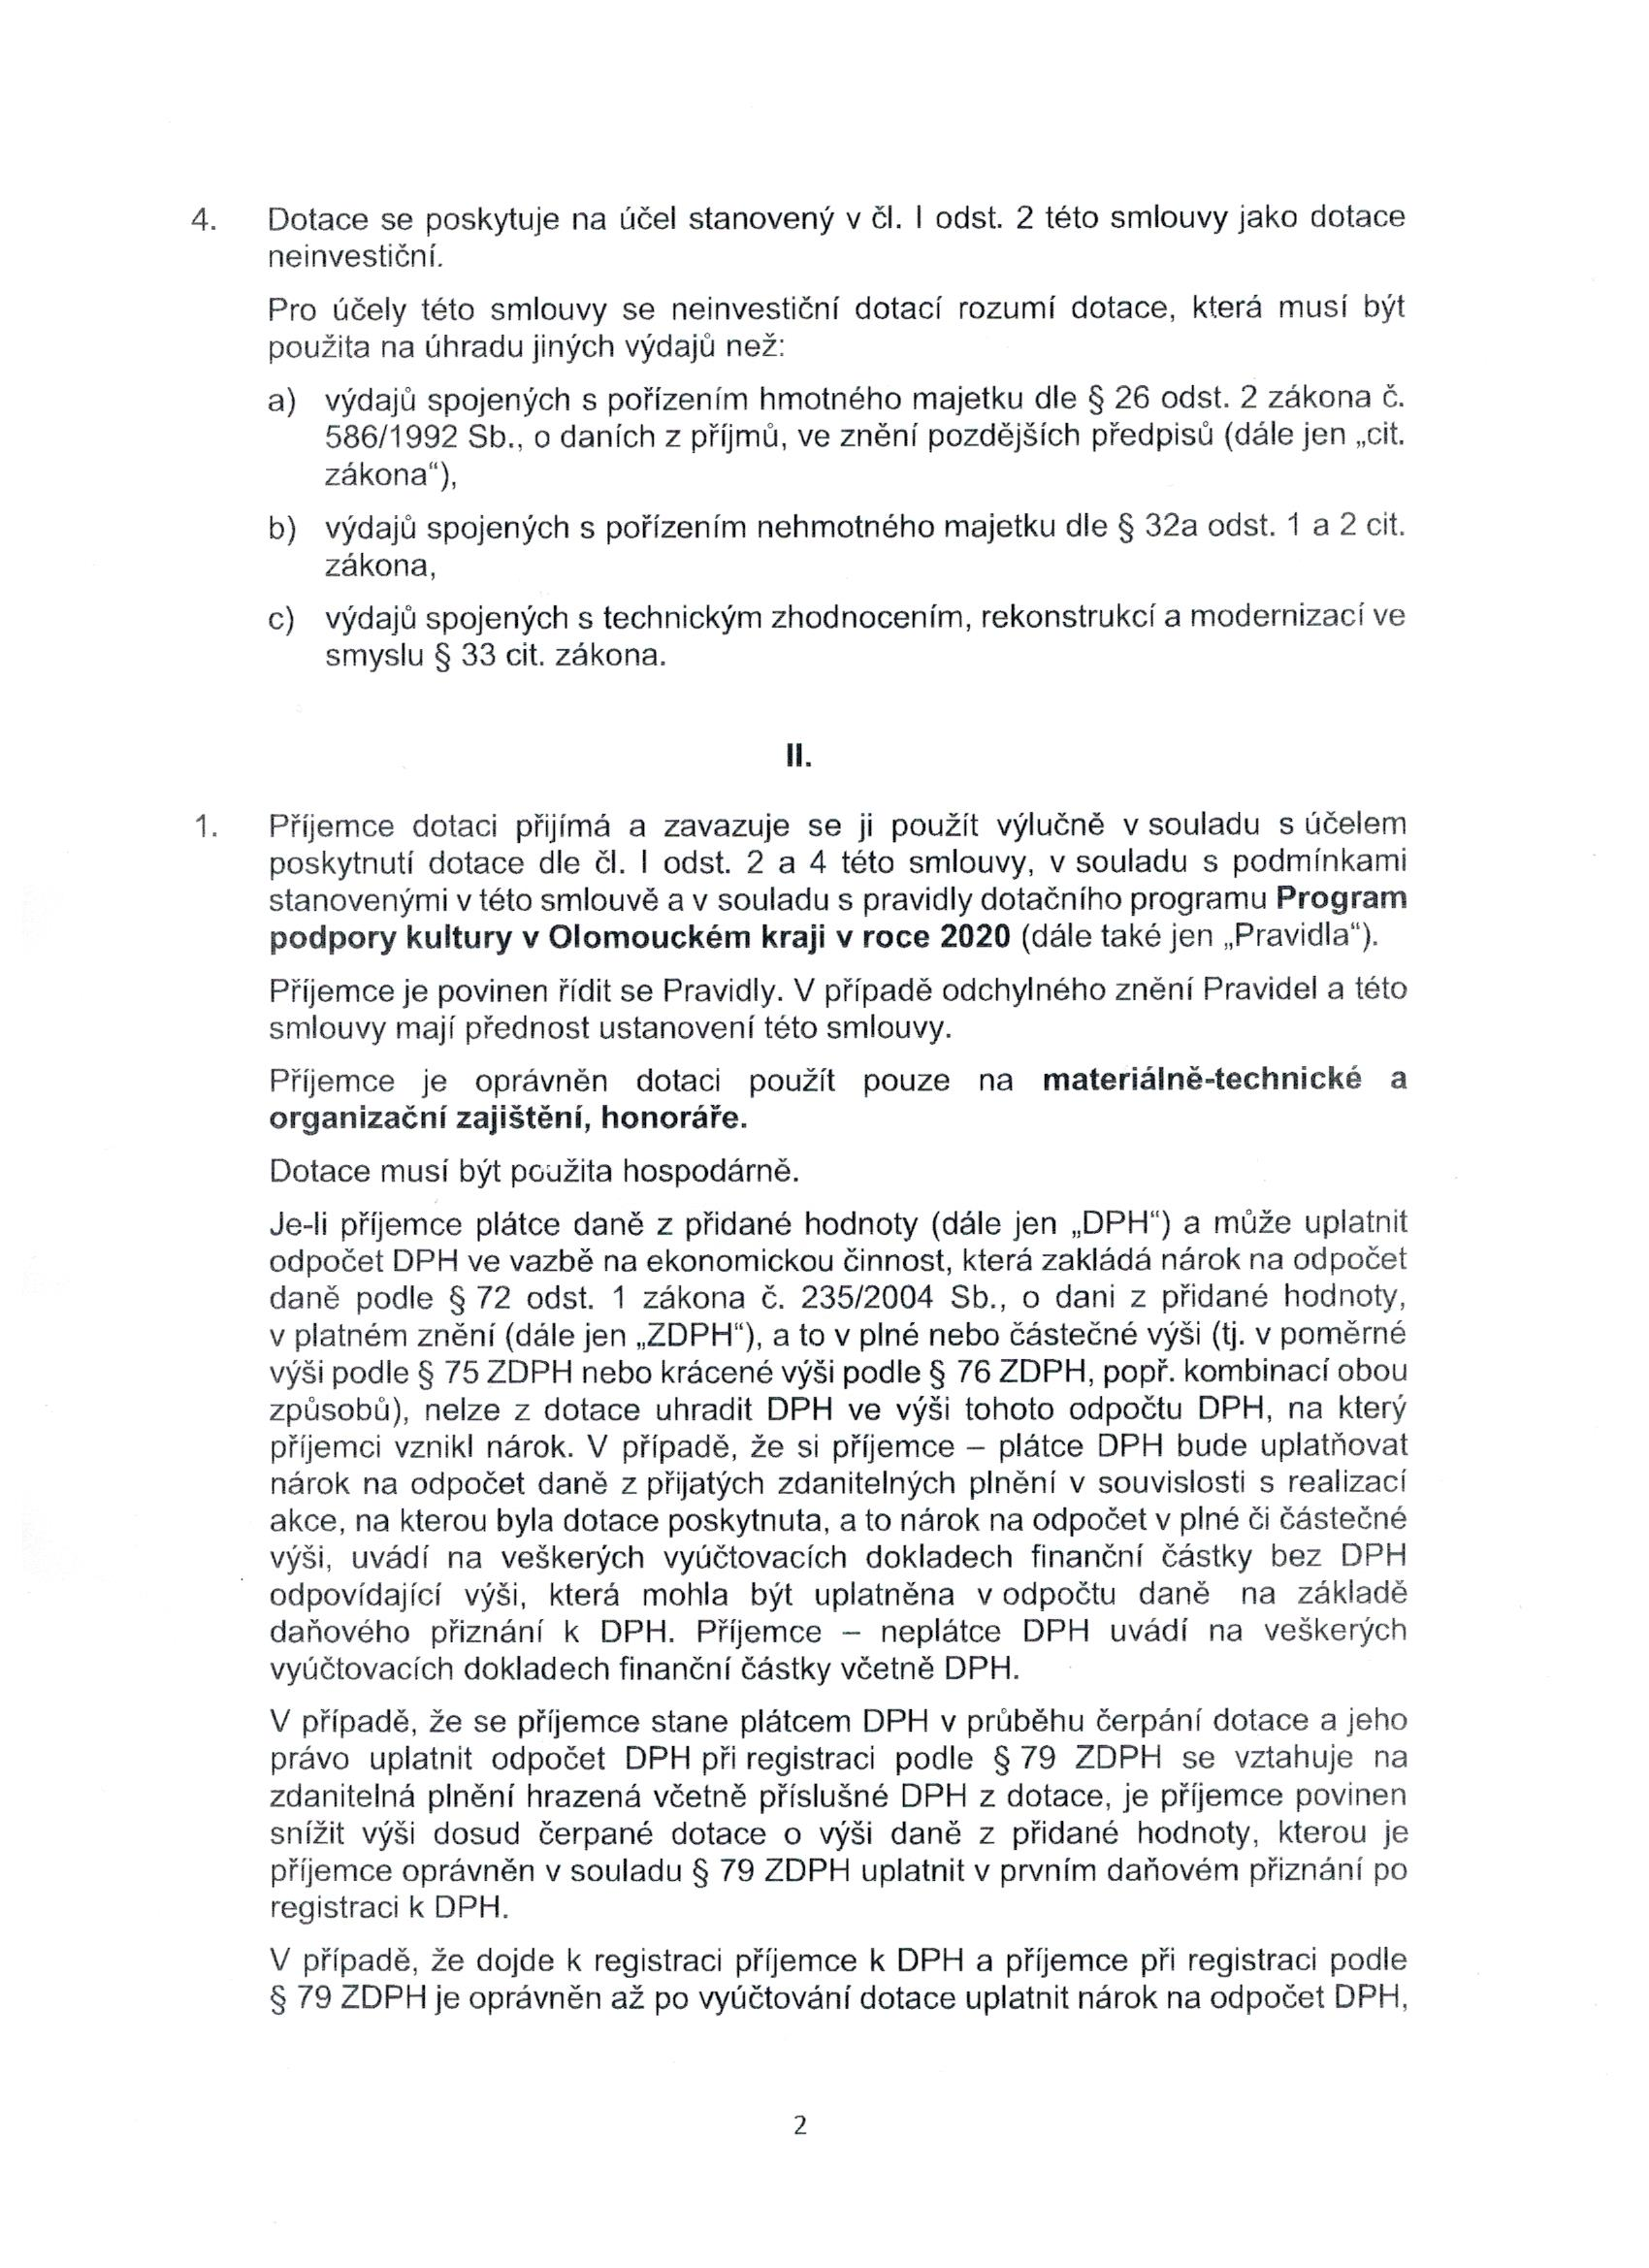 4. Dotace se poskytuje na účel stanovený v čl. I odst. 2 této smlouvy jako dotace
neinvestiční.
Pro účely této smlouvy se neinvestiční dotací rozumí dotace, která musí být
použita na úhradu jiných výdajů než:
a) výdajů spojených s pořízením hmotného majetku dle § 26 odst. 2 zákona č.
586/1992 Sb., o daních z příjmů, ve znění pozdějších předpisů (dále jen „cit.
zákona“),
b) výdajů spojených s pořízením nehmotného majetku dle § 32a odst. 1 a 2 cit.
zákona,
c) výdajů spojených s technickým zhodnocením, rekonstrukcí a modernizací ve
smyslu § 33 cit. zákona.
II.
1. Příjemce dotaci přijímá a zavazuje se ji použít výlučně v souladu s účelem
poskytnutí dotace dle čl. I odst. 2 a 4 této smlouvy, v souladu s podmínkami
stanovenými v této smlouvě a v souladu s pravidly dotačního programu Program
podpory kultury v Olomouckém kraji v roce 2020 (dále také jen „Pravidla“).
Příjemce je povinen řídit se Pravidly. V případě odchylného znění Pravidel a této
smlouvy mají přednost ustanovení této smlouvy.
Příjemce je oprávněn dotaci použít pouze na materiálně-technické a
organizační zajištění, honoráře.
Dotace musí být použita hospodárně.
Je-li příjemce plátce daně z přidané hodnoty (dále jen „DPH“) a může uplatnit
odpočet DPH ve vazbě na ekonomickou činnost, která zakládá nárok na odpočet
daně podle § 72 odst. 1 zákona č. 235/2004 Sb., o dani z přidané hodnoty,
v platném znění (dále jen „ZDPH“), a to v plné nebo částečné výši (tj. v poměrné
výši podle § 75 ZDPH nebo krácené výši podle § 76 ZDPH, popř. kombinací obou
způsobů), nelze z dotace uhradit DPH ve výši tohoto odpočtu DPH, na který
příjemci vznikl nárok. V případě, že si příjemce – plátce DPH bude uplatňovat
nárok na odpočet daně z přijatých zdanitelných plnění v souvislosti s realizací
akce, na kterou byla dotace poskytnuta, a to nárok na odpočet v plné či částečné
výši, uvádí na veškerých vyúčtovacích dokladech finanční částky bez DPH
odpovídající výši, která mohla být uplatněna v odpočtu daně na základě
daňového přiznání k DPH. Příjemce – neplátce DPH uvádí na veškerých
vyúčtovacích dokladech finanční částky včetně DPH.
V případě, že se příjemce stane plátcem DPH v průběhu čerpání dotace a jeho
právo uplatnit odpočet DPH při registraci podle § 79 ZDPH se vztahuje na
zdanitelná plnění hrazená včetně příslušné DPH z dotace, je příjemce povinen
snížit výši dosud čerpané dotace o výši daně z přidané hodnoty, kterou je
příjemce oprávněn v souladu § 79 ZDPH uplatnit v prvním daňovém přiznání po
registraci k DPH.
V případě, že dojde k registraci příjemce k DPH a příjemce při registraci podle
§ 79 ZDPH je oprávněn až po vyúčtování dotace uplatnit nárok na odpočet DPH,
2